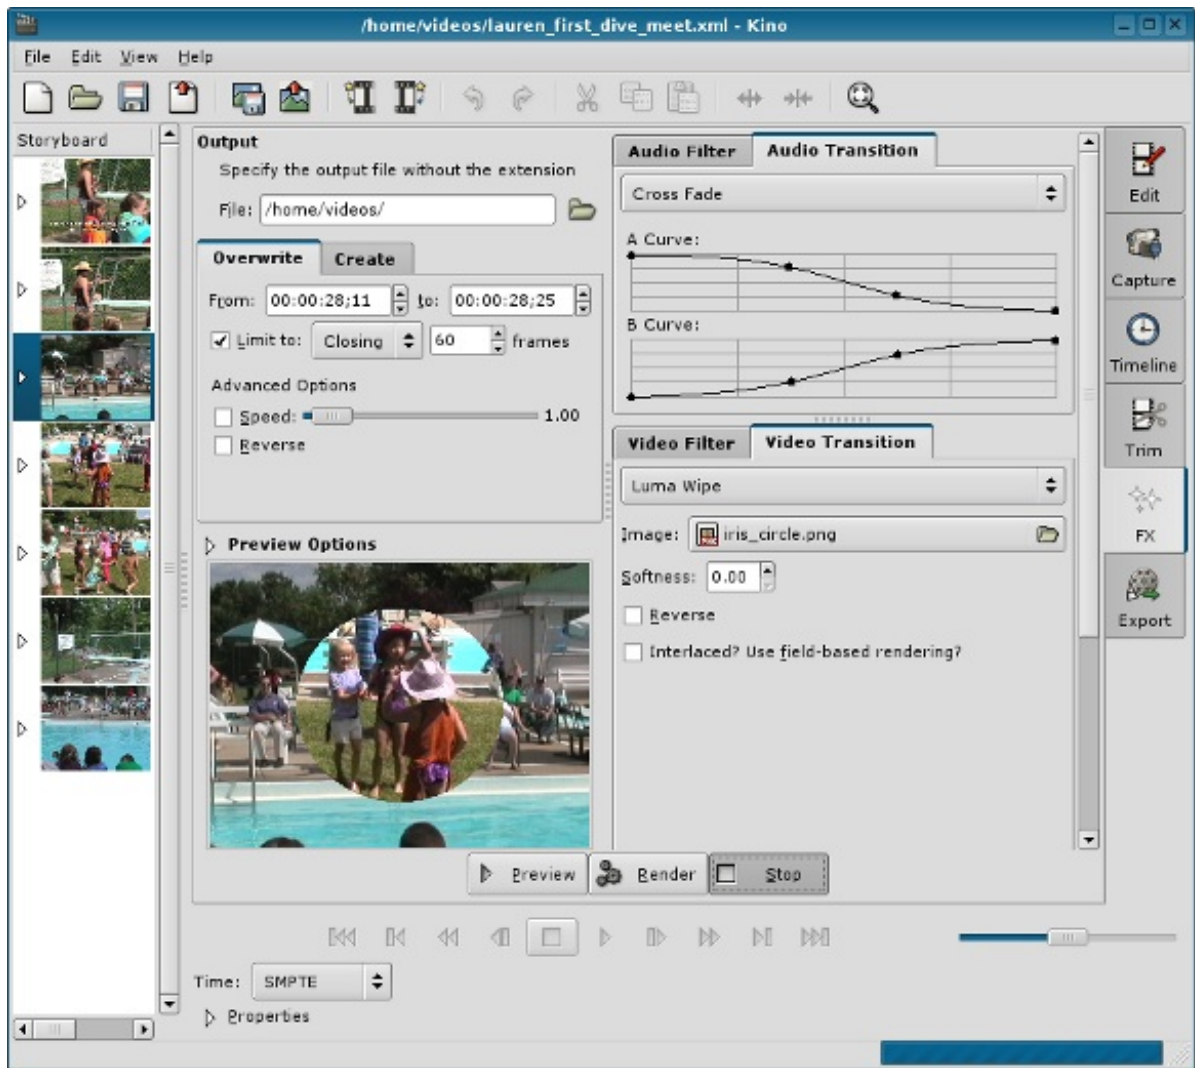 /home/videos/lauren_first_dive_meet.xml - Kino
File Edit View Help
Storyboard
Output
Specify the output file without the extension
File: /home/videos/
Overwrite Create
From: 00:00:28;11 to: 00:00:28;25
Limit to: Closing 60 frames
Advanced Options
Speed: 1.00
Reverse
Preview Options
Audio Filter Audio Transition
Cross Fade
A Curve:
B Curve:
Video Filter Video Transition
Luma Wipe
Image: iris_circle.png
Softness: 0.00
Reverse
Interlaced? Use field-based rendering?
Edit
Capture
Timeline
Trim
FX
Export
Preview Render Stop
Time: SMPTE
Properties